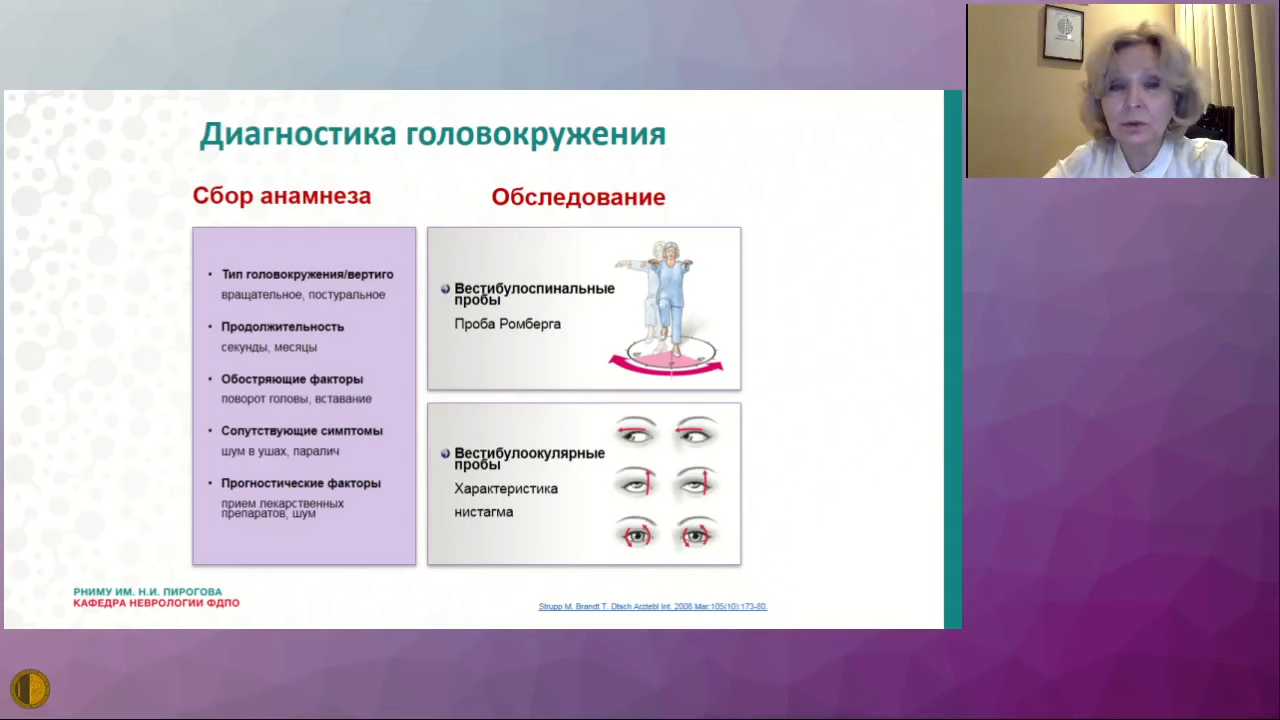 Диагностика головокружения
Сбор анамнеза
Обследование
• Тип головокружения/вертиго
вращательное, постуральное
• Продолжительность
секунды, месяцы
• Обостряющие факторы
поворот головы, вставание
• Сопутствующие симптомы
шум в ушах, паралич
• Прогностические факторы
прием лекарственных
препаратов, шум
Вестибулоспинальные
пробы
Проба Ромберга
Вестибулоокулярные
пробы
Характеристика
нистагма
РНИМУ ИМ. Н.И. ПИРОГОВА
КАФЕДРА НЕВРОЛОГИИ ФДПО
Strupp M, Brandt T. Dtsch Arztebl Int. 2008 Mar;105(10):173-80.